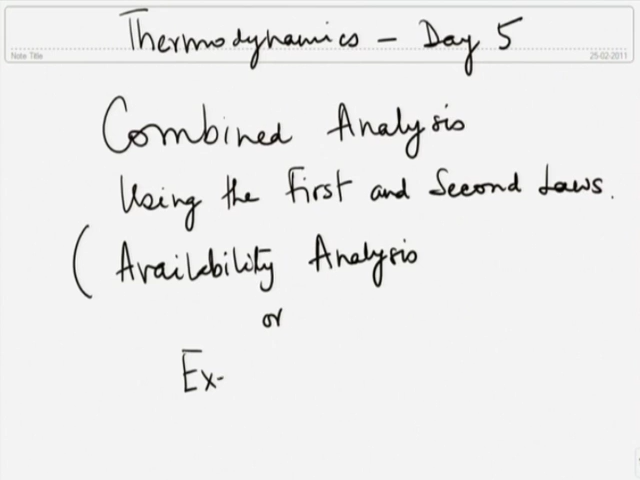 Thermodynamics - Day 5
Note Title
25-02-2011
Combined Analysis
Using the First and Second Laws.
(Availability Analysis
or
Ex-